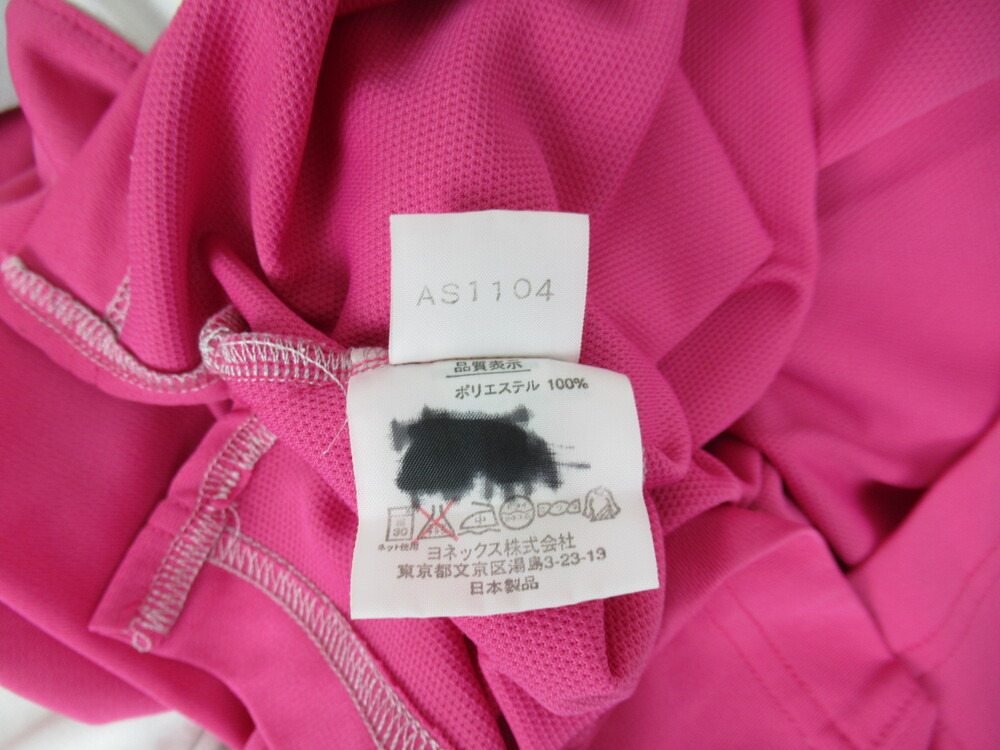 AS1104
品質表示
ポリエステル 100%
30
中
ネット使用
ヨネックス株式会社
東京都文京区湯島3-23-13
日本製品